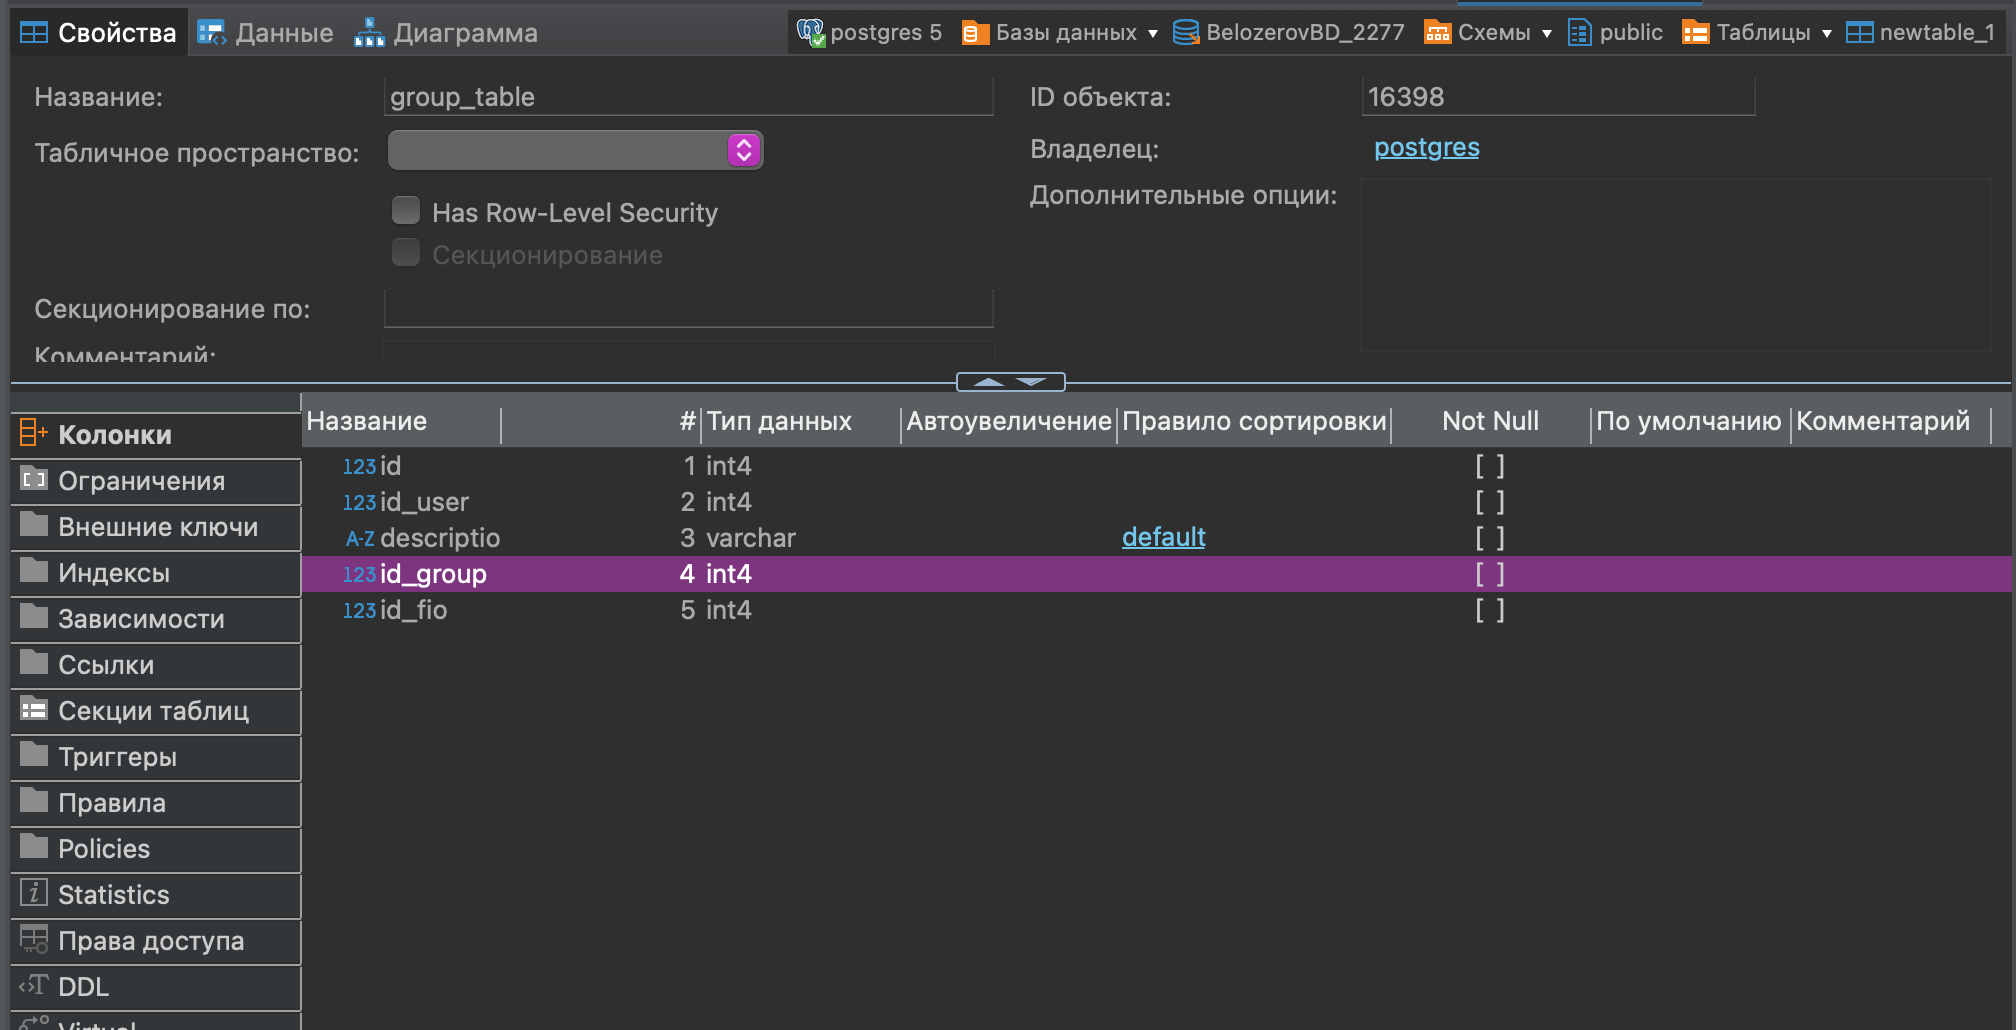 Свойства Данные Диаграмма postgres 5 Базы данных BelozerovBD_2277 Схемы public Таблицы newtable_1
Название: group_table ID объекта: 16398
Табличное пространство: Владелец: postgres
Дополнительные опции:
Has Row-Level Security
Секционирование
Секционирование по:
Комментарий:
Название # Тип данных Автоувеличение Правило сортировки Not Null По умолчанию Комментарий
Колонки
Ограничения
Внешние ключи
Индексы
Зависимости
Ссылки
Секции таблиц
Триггеры
Правила
Policies
Statistics
Права доступа
DDL
Virtual
123 id 1 int4 [ ]
123 id_user 2 int4 [ ]
A-Z descriptio 3 varchar default [ ]
123 id_group 4 int4 [ ]
123 id_fio 5 int4 [ ]